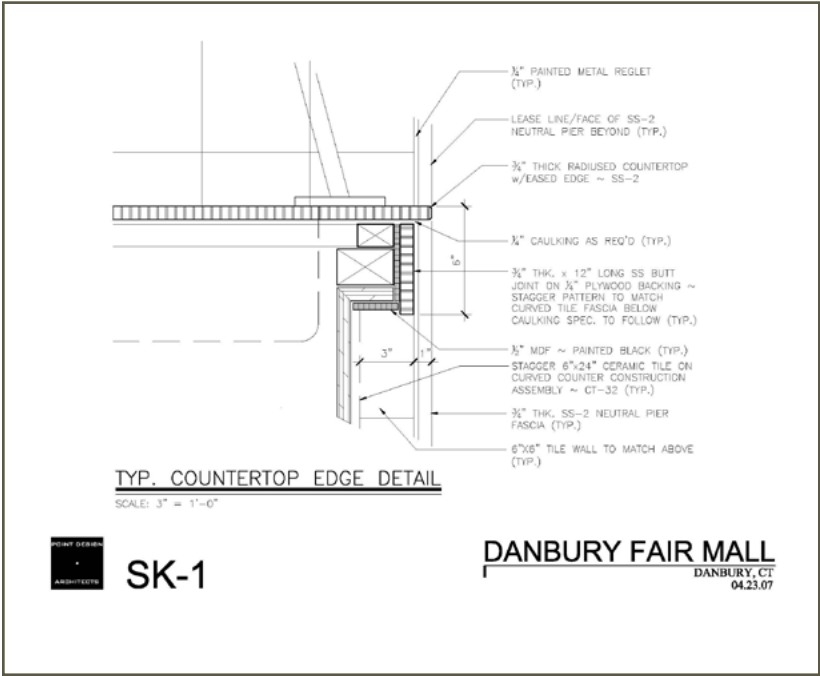 ¾" PAINTED METAL REGLET
(TYP.)
LEASE LINE/FACE OF SS-2
NEUTRAL PIER BEYOND (TYP.)
¾" THICK RADIUSED COUNTERTOP
w/EASED EDGE ~ SS-2
¼" CAULKING AS REQ'D (TYP.)
6"
¾" THK. x 12" LONG SS BUTT
JOINT ON ¼" PLYWOOD BACKING ~
STAGGER PATTERN TO MATCH
CURVED TILE FASCIA BELOW
CAULKING SPEC. TO FOLLOW (TYP.)
½" MDF ~ PAINTED BLACK (TYP.)
3"
1"
STAGGER 6"x24" CERAMIC TILE ON
CURVED COUNTER CONSTRUCTION
ASSEMBLY ~ CT-32 (TYP.)
¾" THK. SS-2 NEUTRAL PIER
FASCIA (TYP.)
6"X6" TILE WALL TO MATCH ABOVE
(TYP.)
TYP. COUNTERTOP EDGE DETAIL
SCALE: 3" = 1'-0"
POINT DESIGN
ARCHITECTS
SK-1
DANBURY FAIR MALL
DANBURY, CT
04.23.07